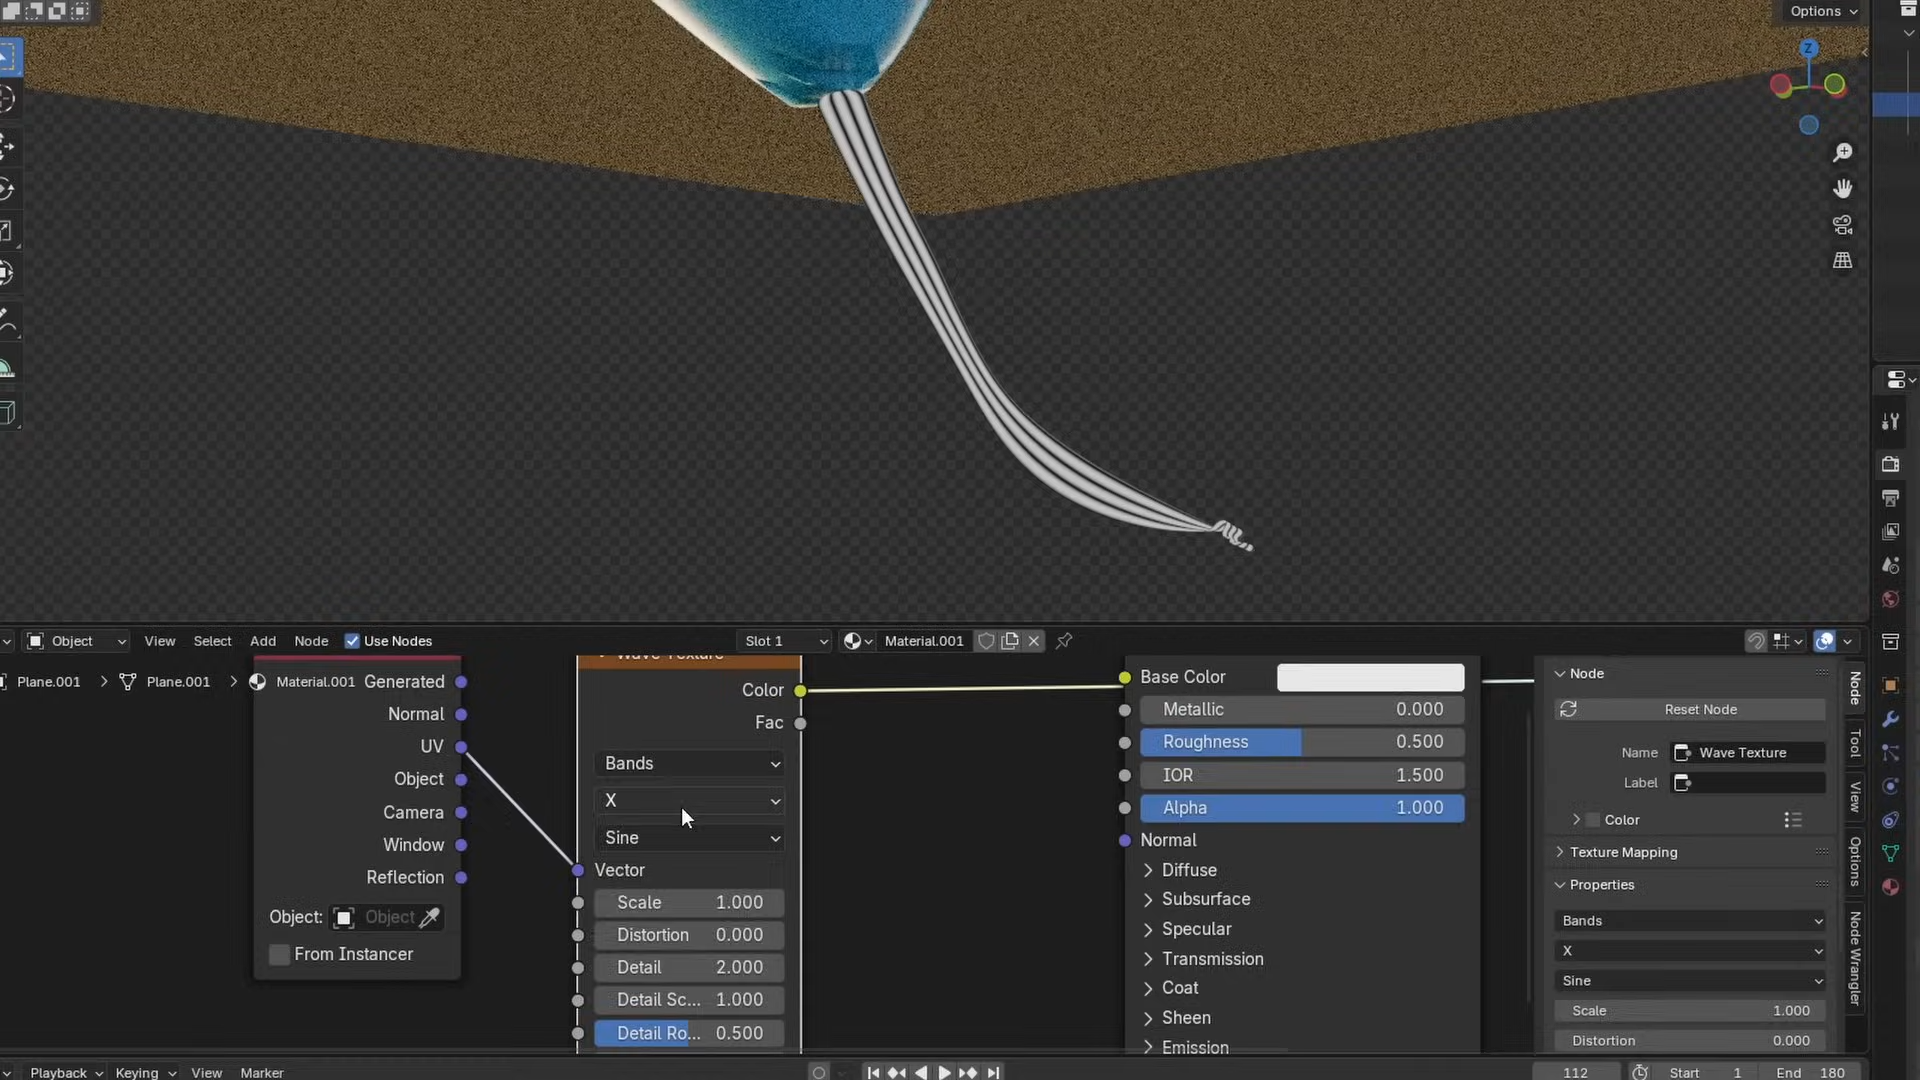 Options
Z
Object View Select Add Node Use Nodes Slot 1 Material.001
Plane.001 > Plane.001 > Material.001
Generated
Normal
UV
Object
Camera
Window
Reflection
Object: Object
From Instancer
Wave Texture
Color
Fac
Bands
X
Sine
Vector
Scale 1.000
Distortion 0.000
Detail 2.000
Detail Sc... 1.000
Detail Ro... 0.500
Base Color
Metallic 0.000
Roughness 0.500
IOR 1.500
Alpha 1.000
Normal
Diffuse
Subsurface
Specular
Transmission
Coat
Sheen
Emission
Node
Reset Node
Name Wave Texture
Label
Color
Texture Mapping
Properties
Bands
X
Sine
Scale 1.000
Distortion 0.000
Node
Tool
View
Options
Node Wrangler
Playback Keying View Marker 112 Start 1 End 180